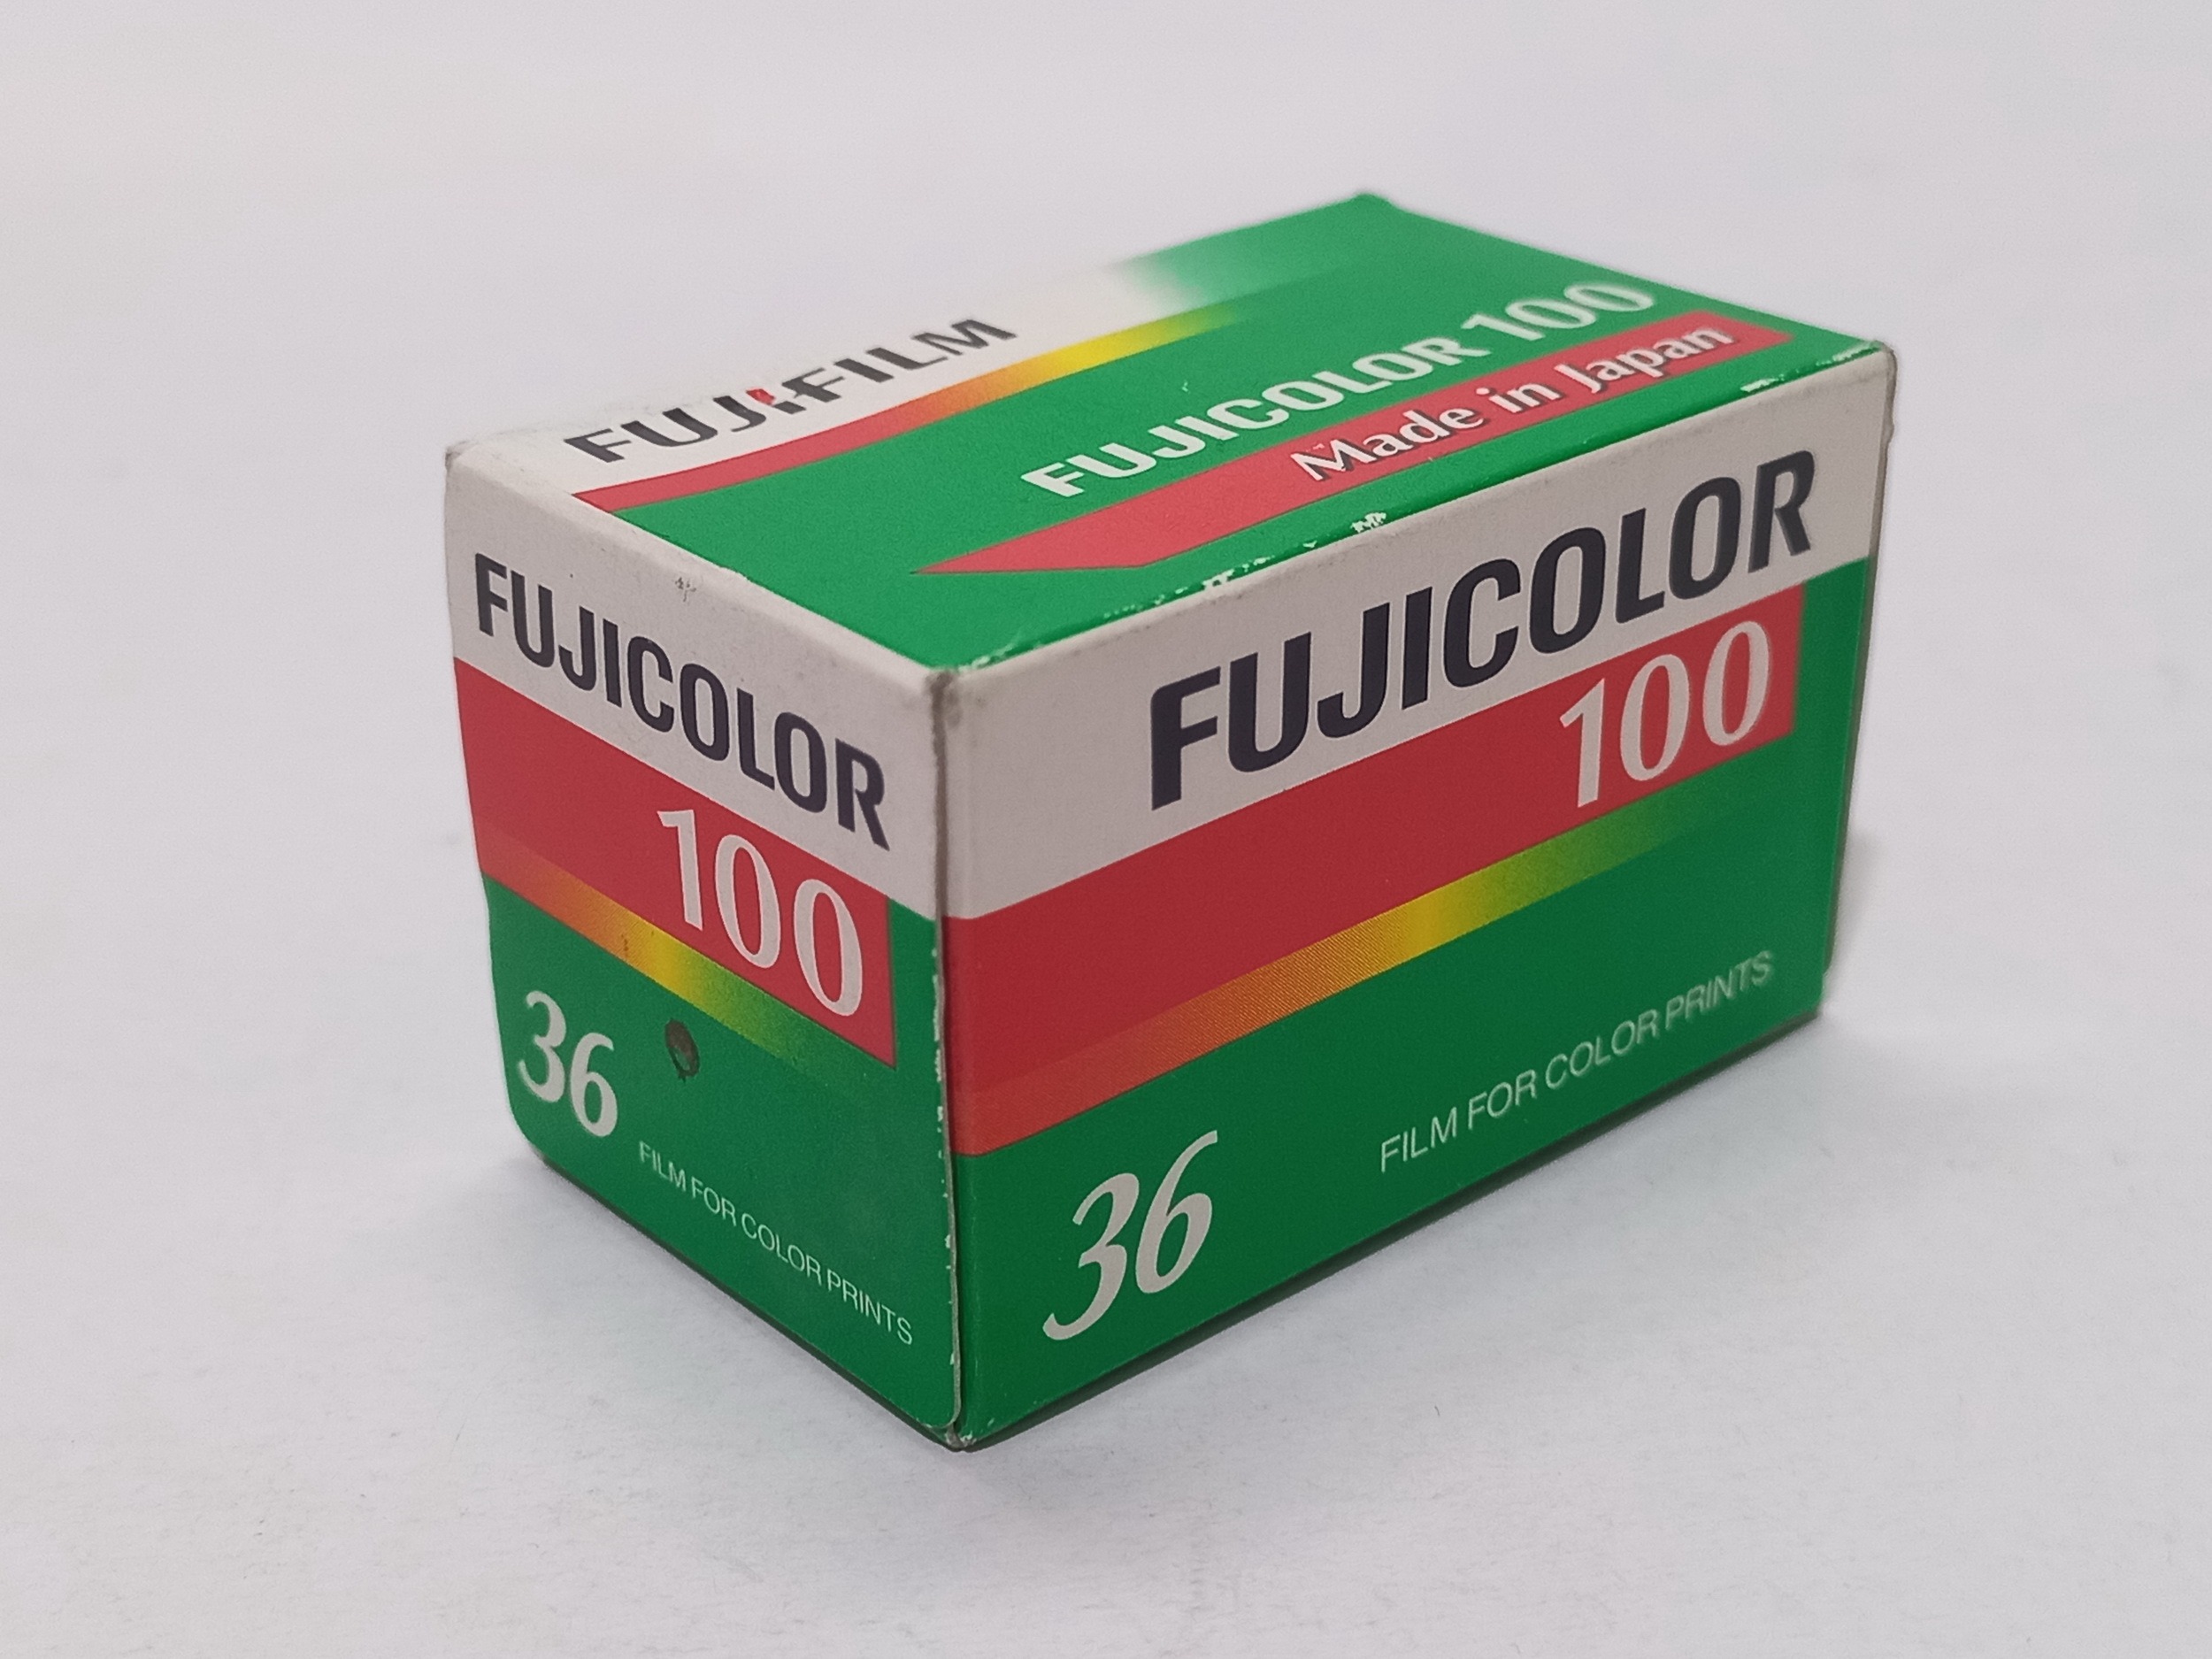 FUJIFILM
FUJICOLOR 100
Made in Japan
FUJICOLOR
100
36
FILM FOR COLOR PRINTS
FUJICOLOR
100
36
FILM FOR COLOR PRINTS